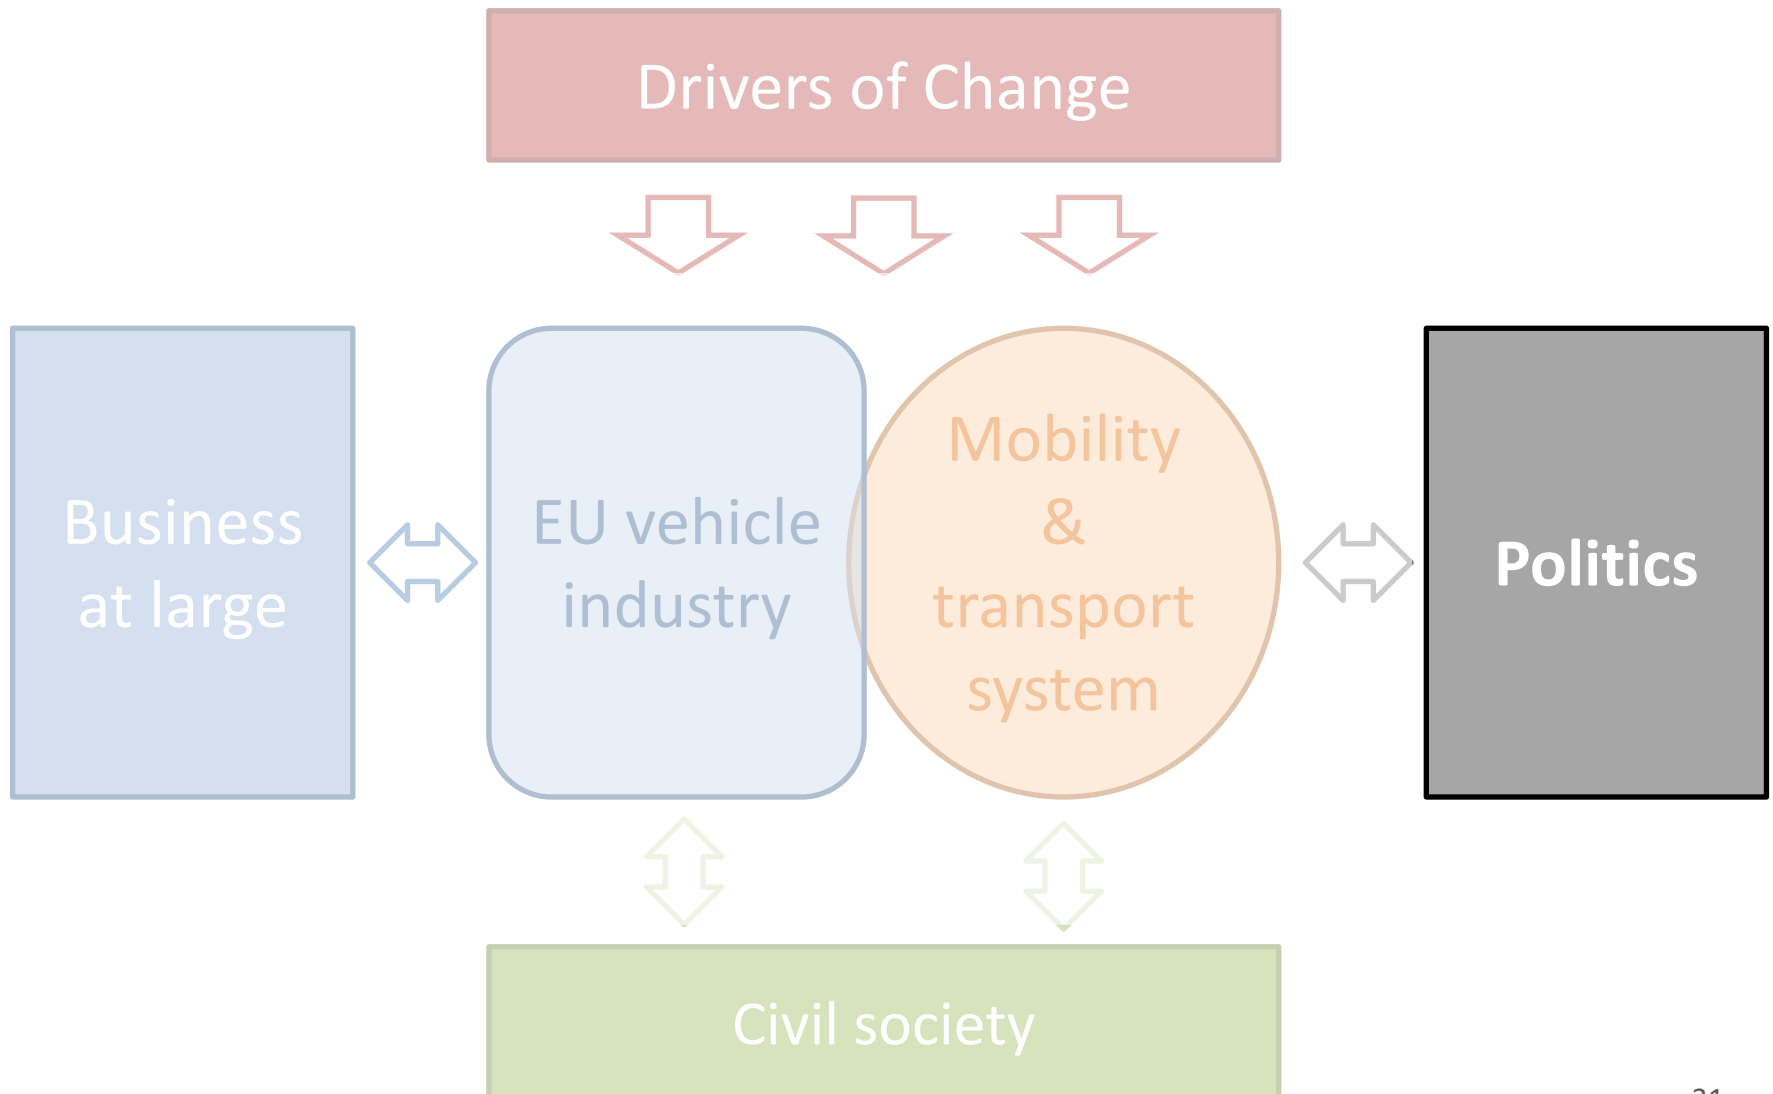 Drivers of Change
Business
at large
EU vehicle
industry
Mobility
&
transport
system
Politics
Civil society